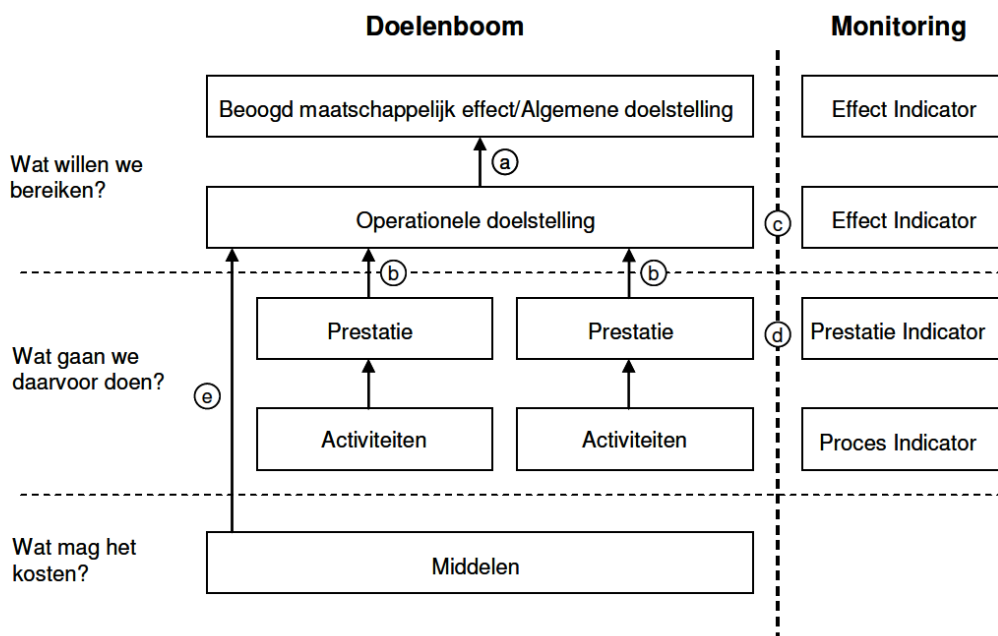 Doelenboom
Monitoring
Beoogd maatschappelijk effect/Algemene doelstelling
Effect Indicator
Wat willen we
bereiken?
a
Operationele doelstelling
c
Effect Indicator
b
b
Prestatie
Prestatie
d
Prestatie Indicator
Wat gaan we
daarvoor doen?
e
Activiteiten
Activiteiten
Proces Indicator
Wat mag het
kosten?
Middelen